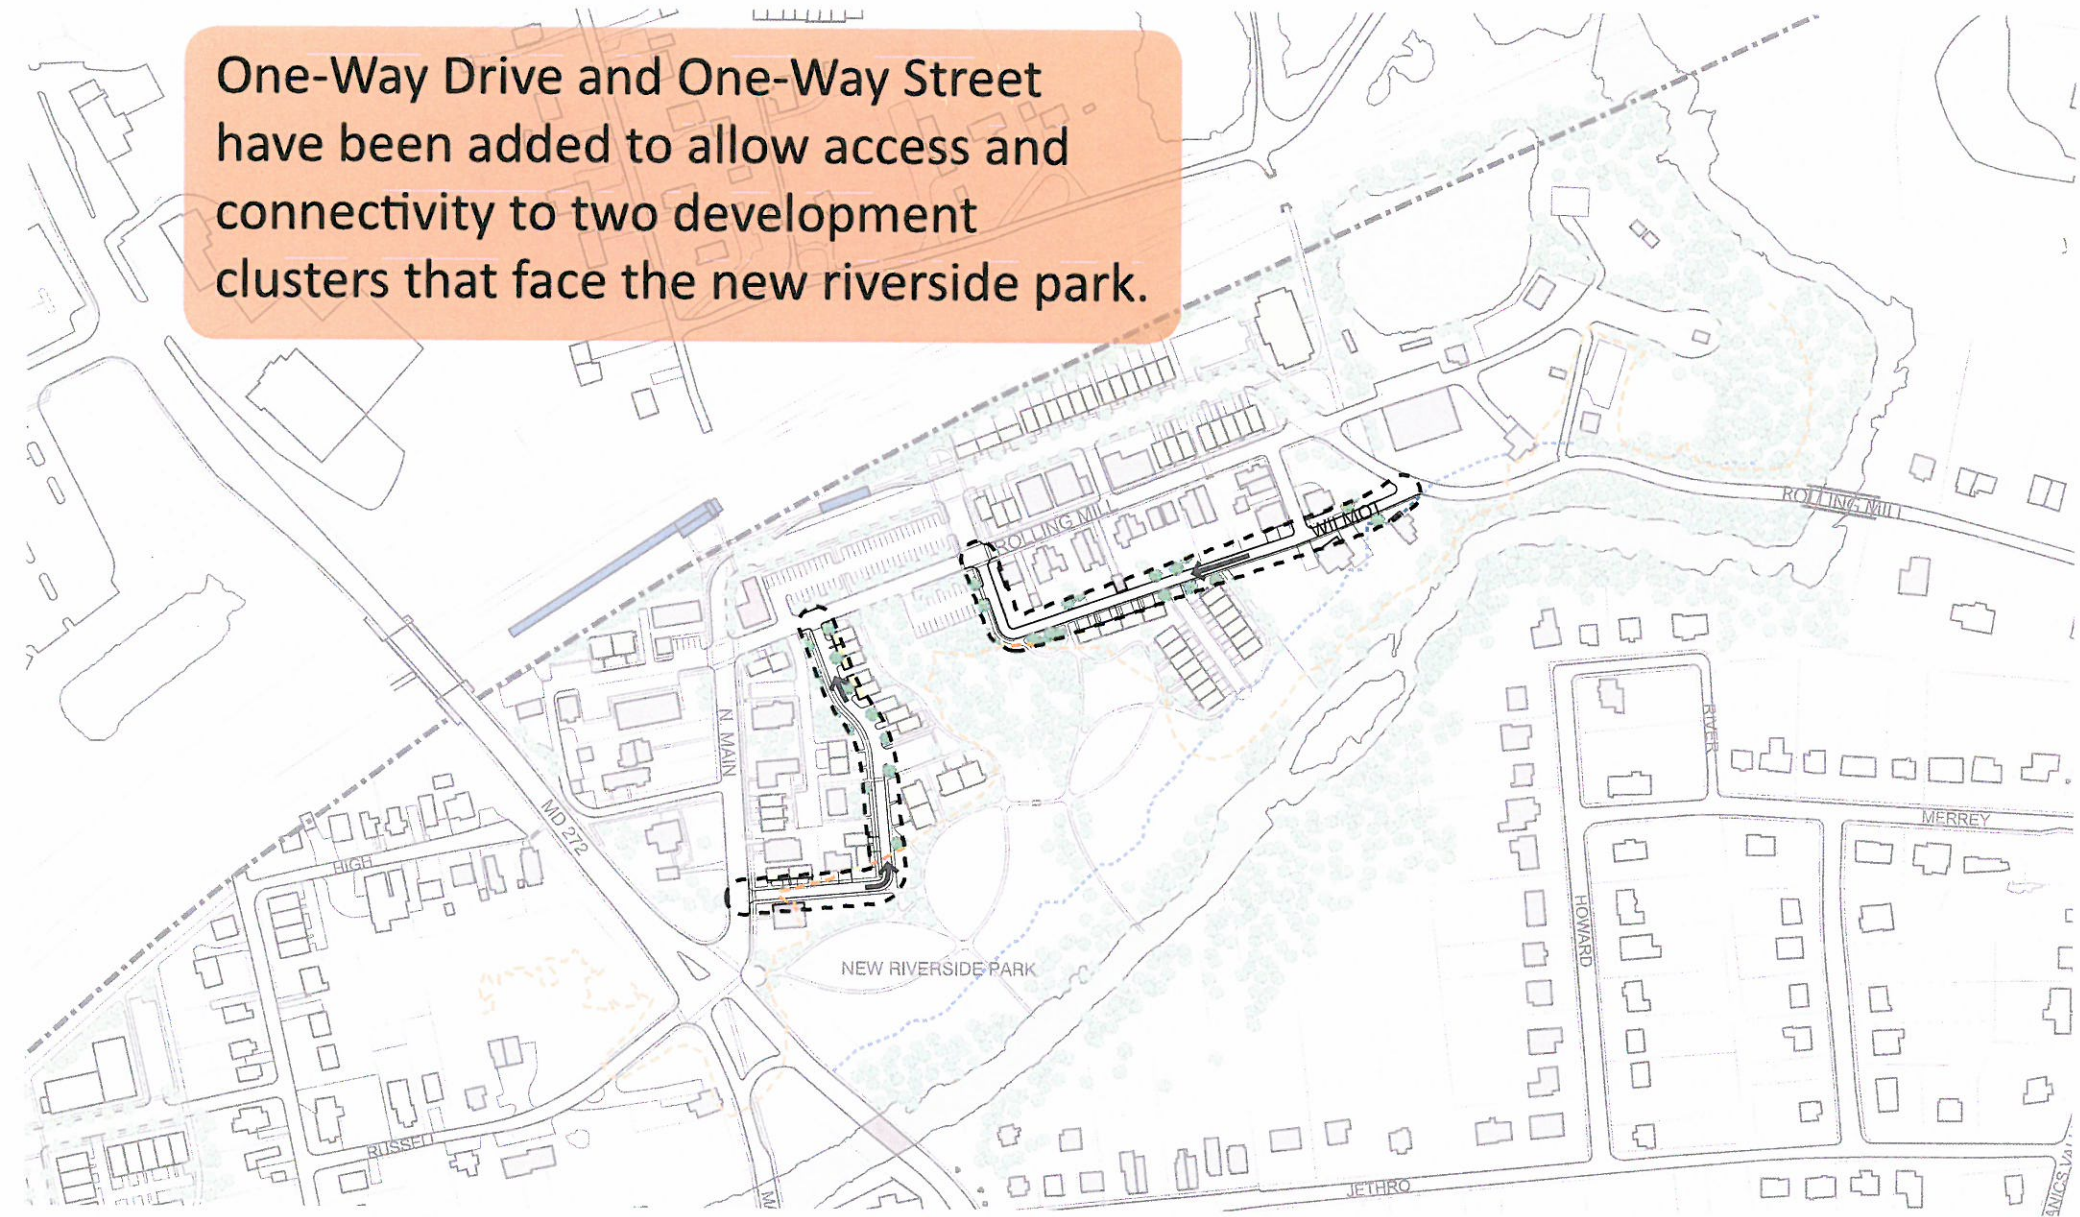 One-Way Drive and One-Way Street
have been added to allow access and
connectivity to two development
clusters that face the new riverside park.
ROLLING MILL
ROLLING MILL
WILMOT
N. MAIN
RIVER
MD 272
MERREY
HIGH
HOWARD
NEW RIVERSIDE PARK
RUSSELL
JETHRO